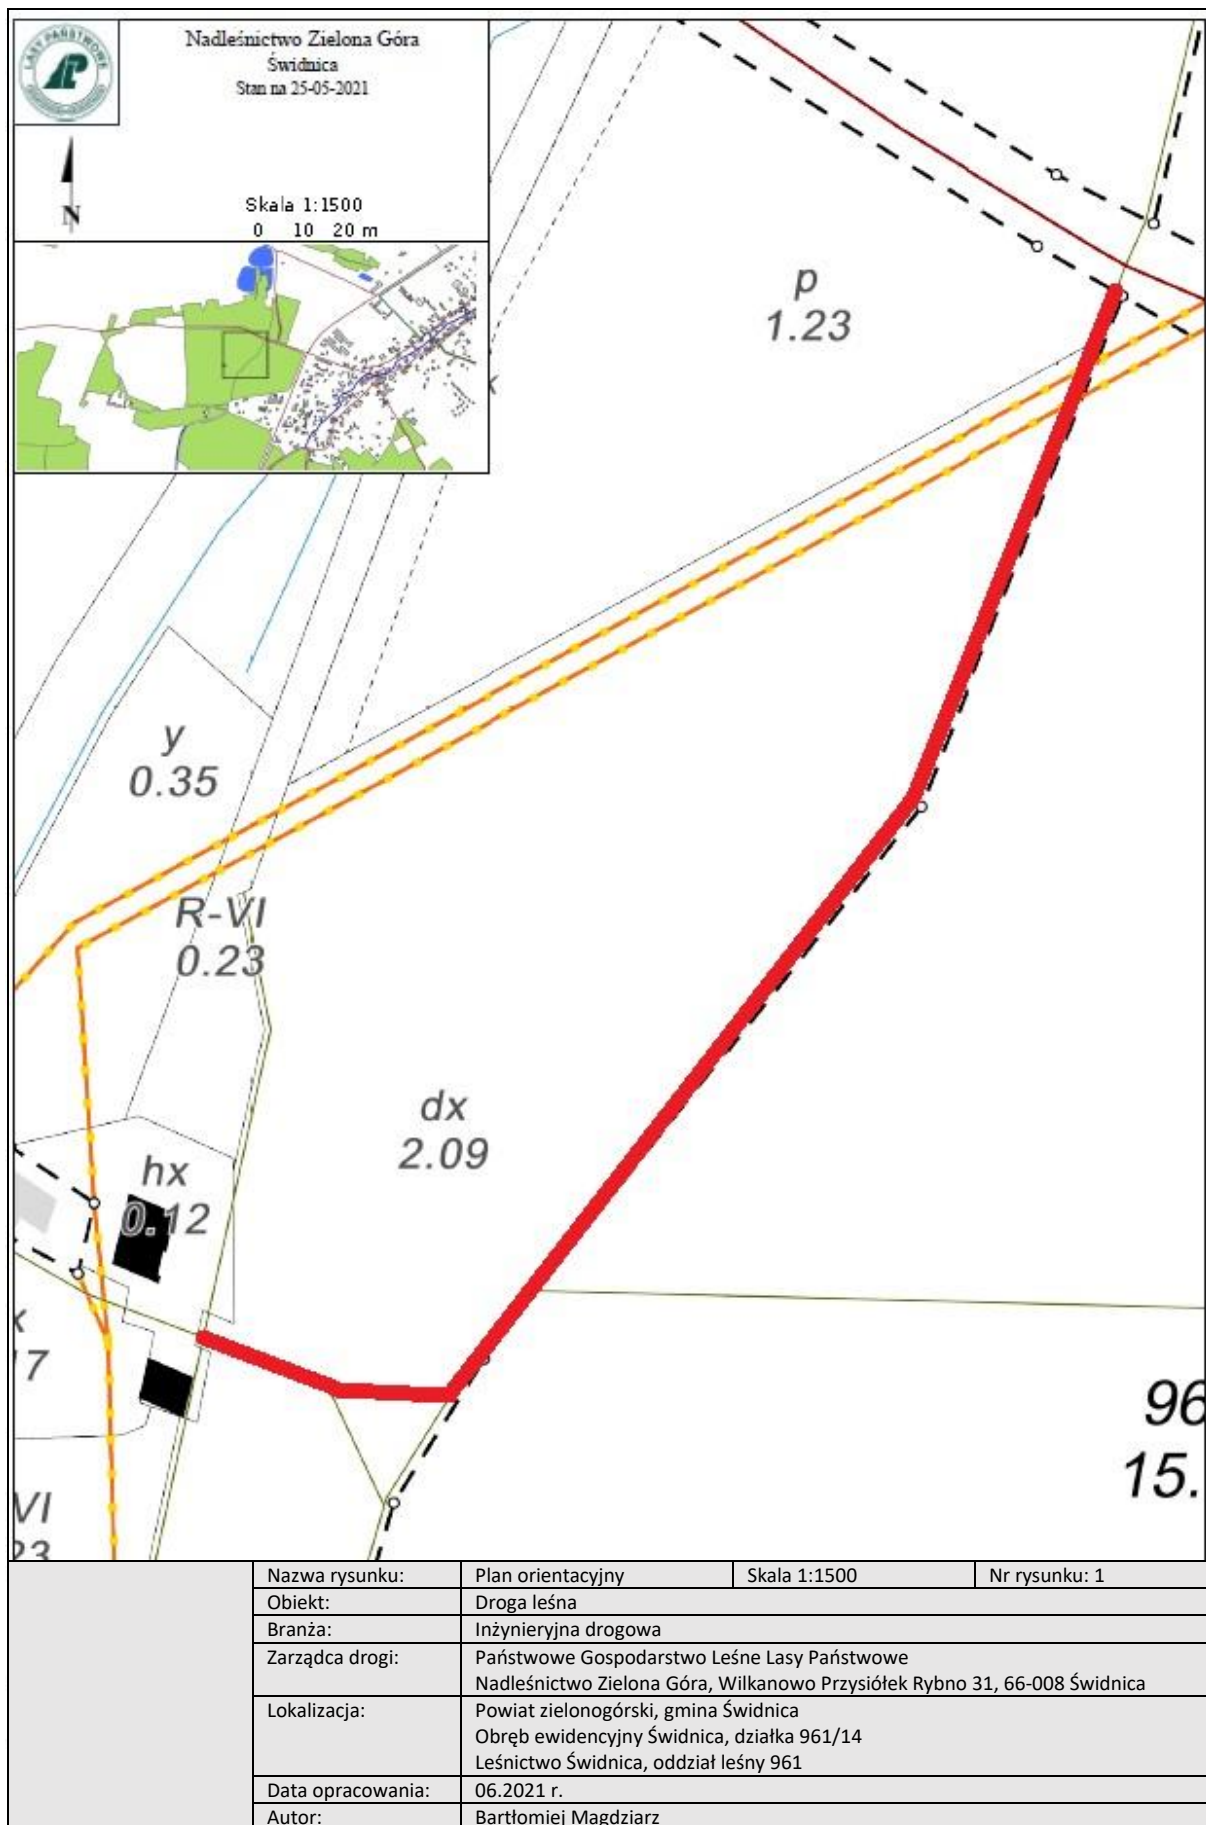 LASY PAŃSTWOWE
Nadleśnictwo Zielona Góra
Świdnica
Stan na 25-05-2021
N
Skala 1:1500
0 10 20 m
p
1.23
x
y
0.35
R-VI
0.23
dx
2.09
hx
0.12
x
17
96
15.
VI
23
Nazwa rysunku: Plan orientacyjny Skala 1:1500 Nr rysunku: 1
Obiekt: Droga leśna
Branża: Inżynieryjna drogowa
Zarządca drogi: Państwowe Gospodarstwo Leśne Lasy Państwowe
Nadleśnictwo Zielona Góra, Wilkanowo Przysiółek Rybno 31, 66-008 Świdnica
Lokalizacja: Powiat zielonogórski, gmina Świdnica
Obręb ewidencyjny Świdnica, działka 961/14
Leśnictwo Świdnica, oddział leśny 961
Data opracowania: 06.2021 r.
Autor: Bartłomiej Magdziarz